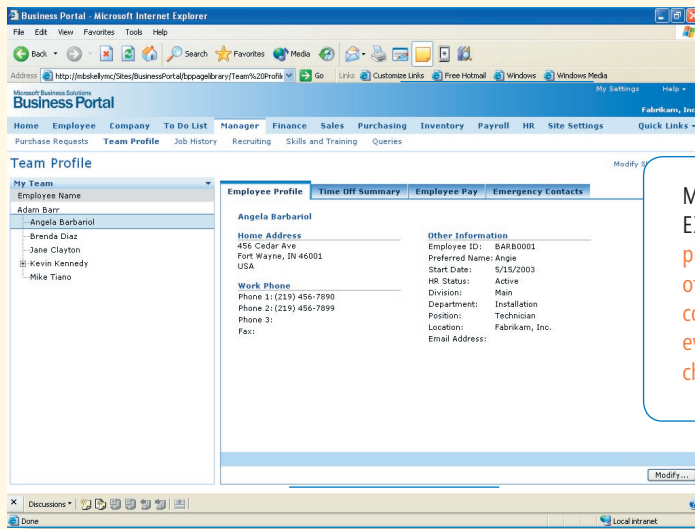 Business Portal - Microsoft Internet Explorer
File Edit View Favorites Tools Help
Back Search Favorites Media
Address http://mbskellymc/Sites/BusinessPortal/bppagelibrary/Team%20Profile Go Links Customize Links Free Hotmail Windows Windows Media
Microsoft Business Solutions
Business Portal
My Settings Help
Fabrikam, Inc
Home Employee Company To Do List Manager Finance Sales Purchasing Inventory Payroll HR Site Settings Quick Links
Purchase Requests Team Profile Job History Recruiting Skills and Training Queries
Team Profile
Modify
My Team
Employee Name
Adam Barr
Angela Barbariol
Brenda Diaz
Jane Clayton
Kevin Kennedy
Mike Tiano
Employee Profile Time Off Summary Employee Pay Emergency Contacts
Angela Barbariol
Home Address
456 Cedar Ave
Fort Wayne, IN 46001
USA
Work Phone
Phone 1: (219) 456-7890
Phone 2: (219) 456-7899
Phone 3:
Fax:
Other Information
Employee ID: BARB0001
Preferred Name: Angie
Start Date: 5/15/2003
HR Status: Active
Division: Main
Department: Installation
Position: Technician
Location: Fabrikam, Inc.
Email Address:
Modify...
Discussions
Done
Local intranet